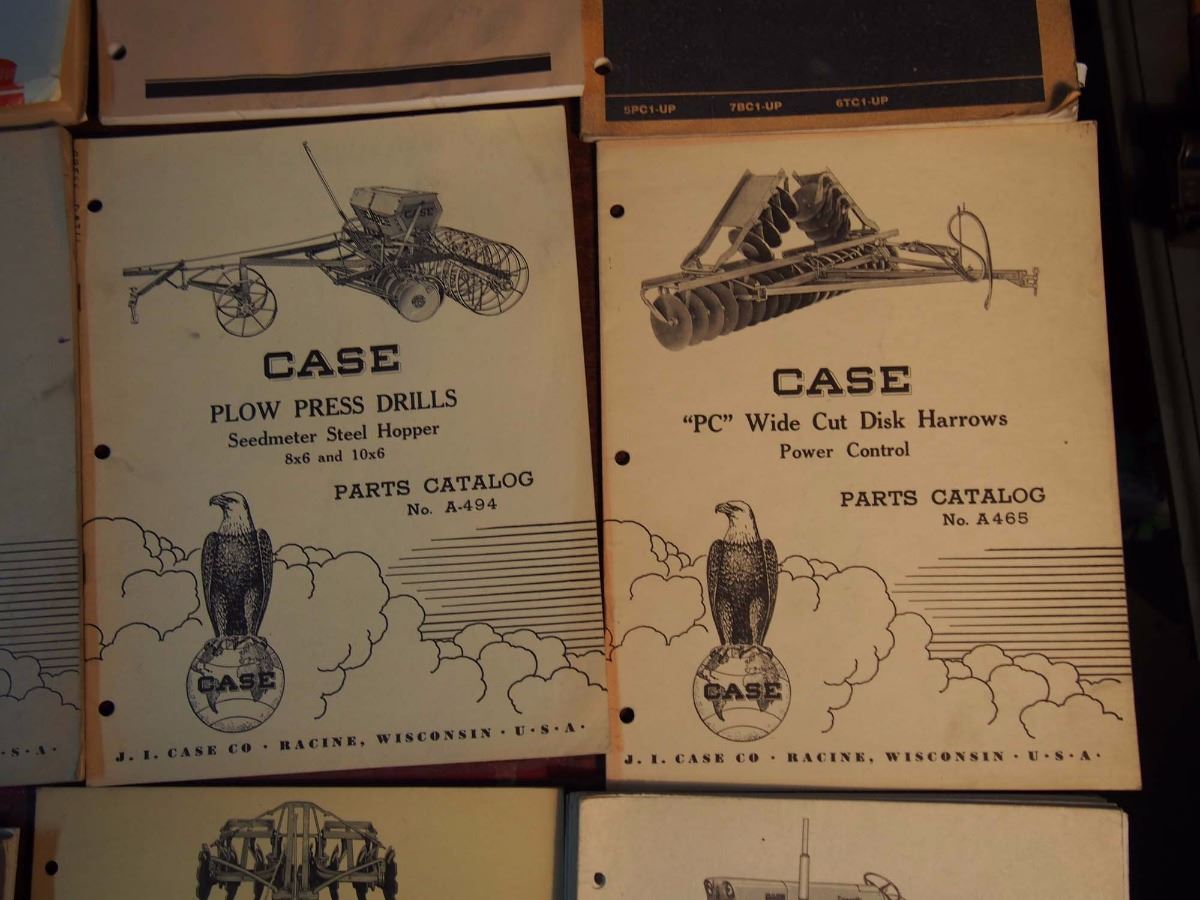 5PC1-UP 7BC1-UP 6TC1-UP
CASE
CASE
PLOW PRESS DRILLS
Seedmeter Steel Hopper
8x6 and 10x6
PARTS CATALOG
No. A-494
CASE
J. I. CASE CO · RACINE, WISCONSIN · U · S · A ·
CASE
"PC" Wide Cut Disk Harrows
Power Control
PARTS CATALOG
No. A465
CASE
J. I. CASE CO · RACINE, WISCONSIN · U · S · A ·
· S · A ·